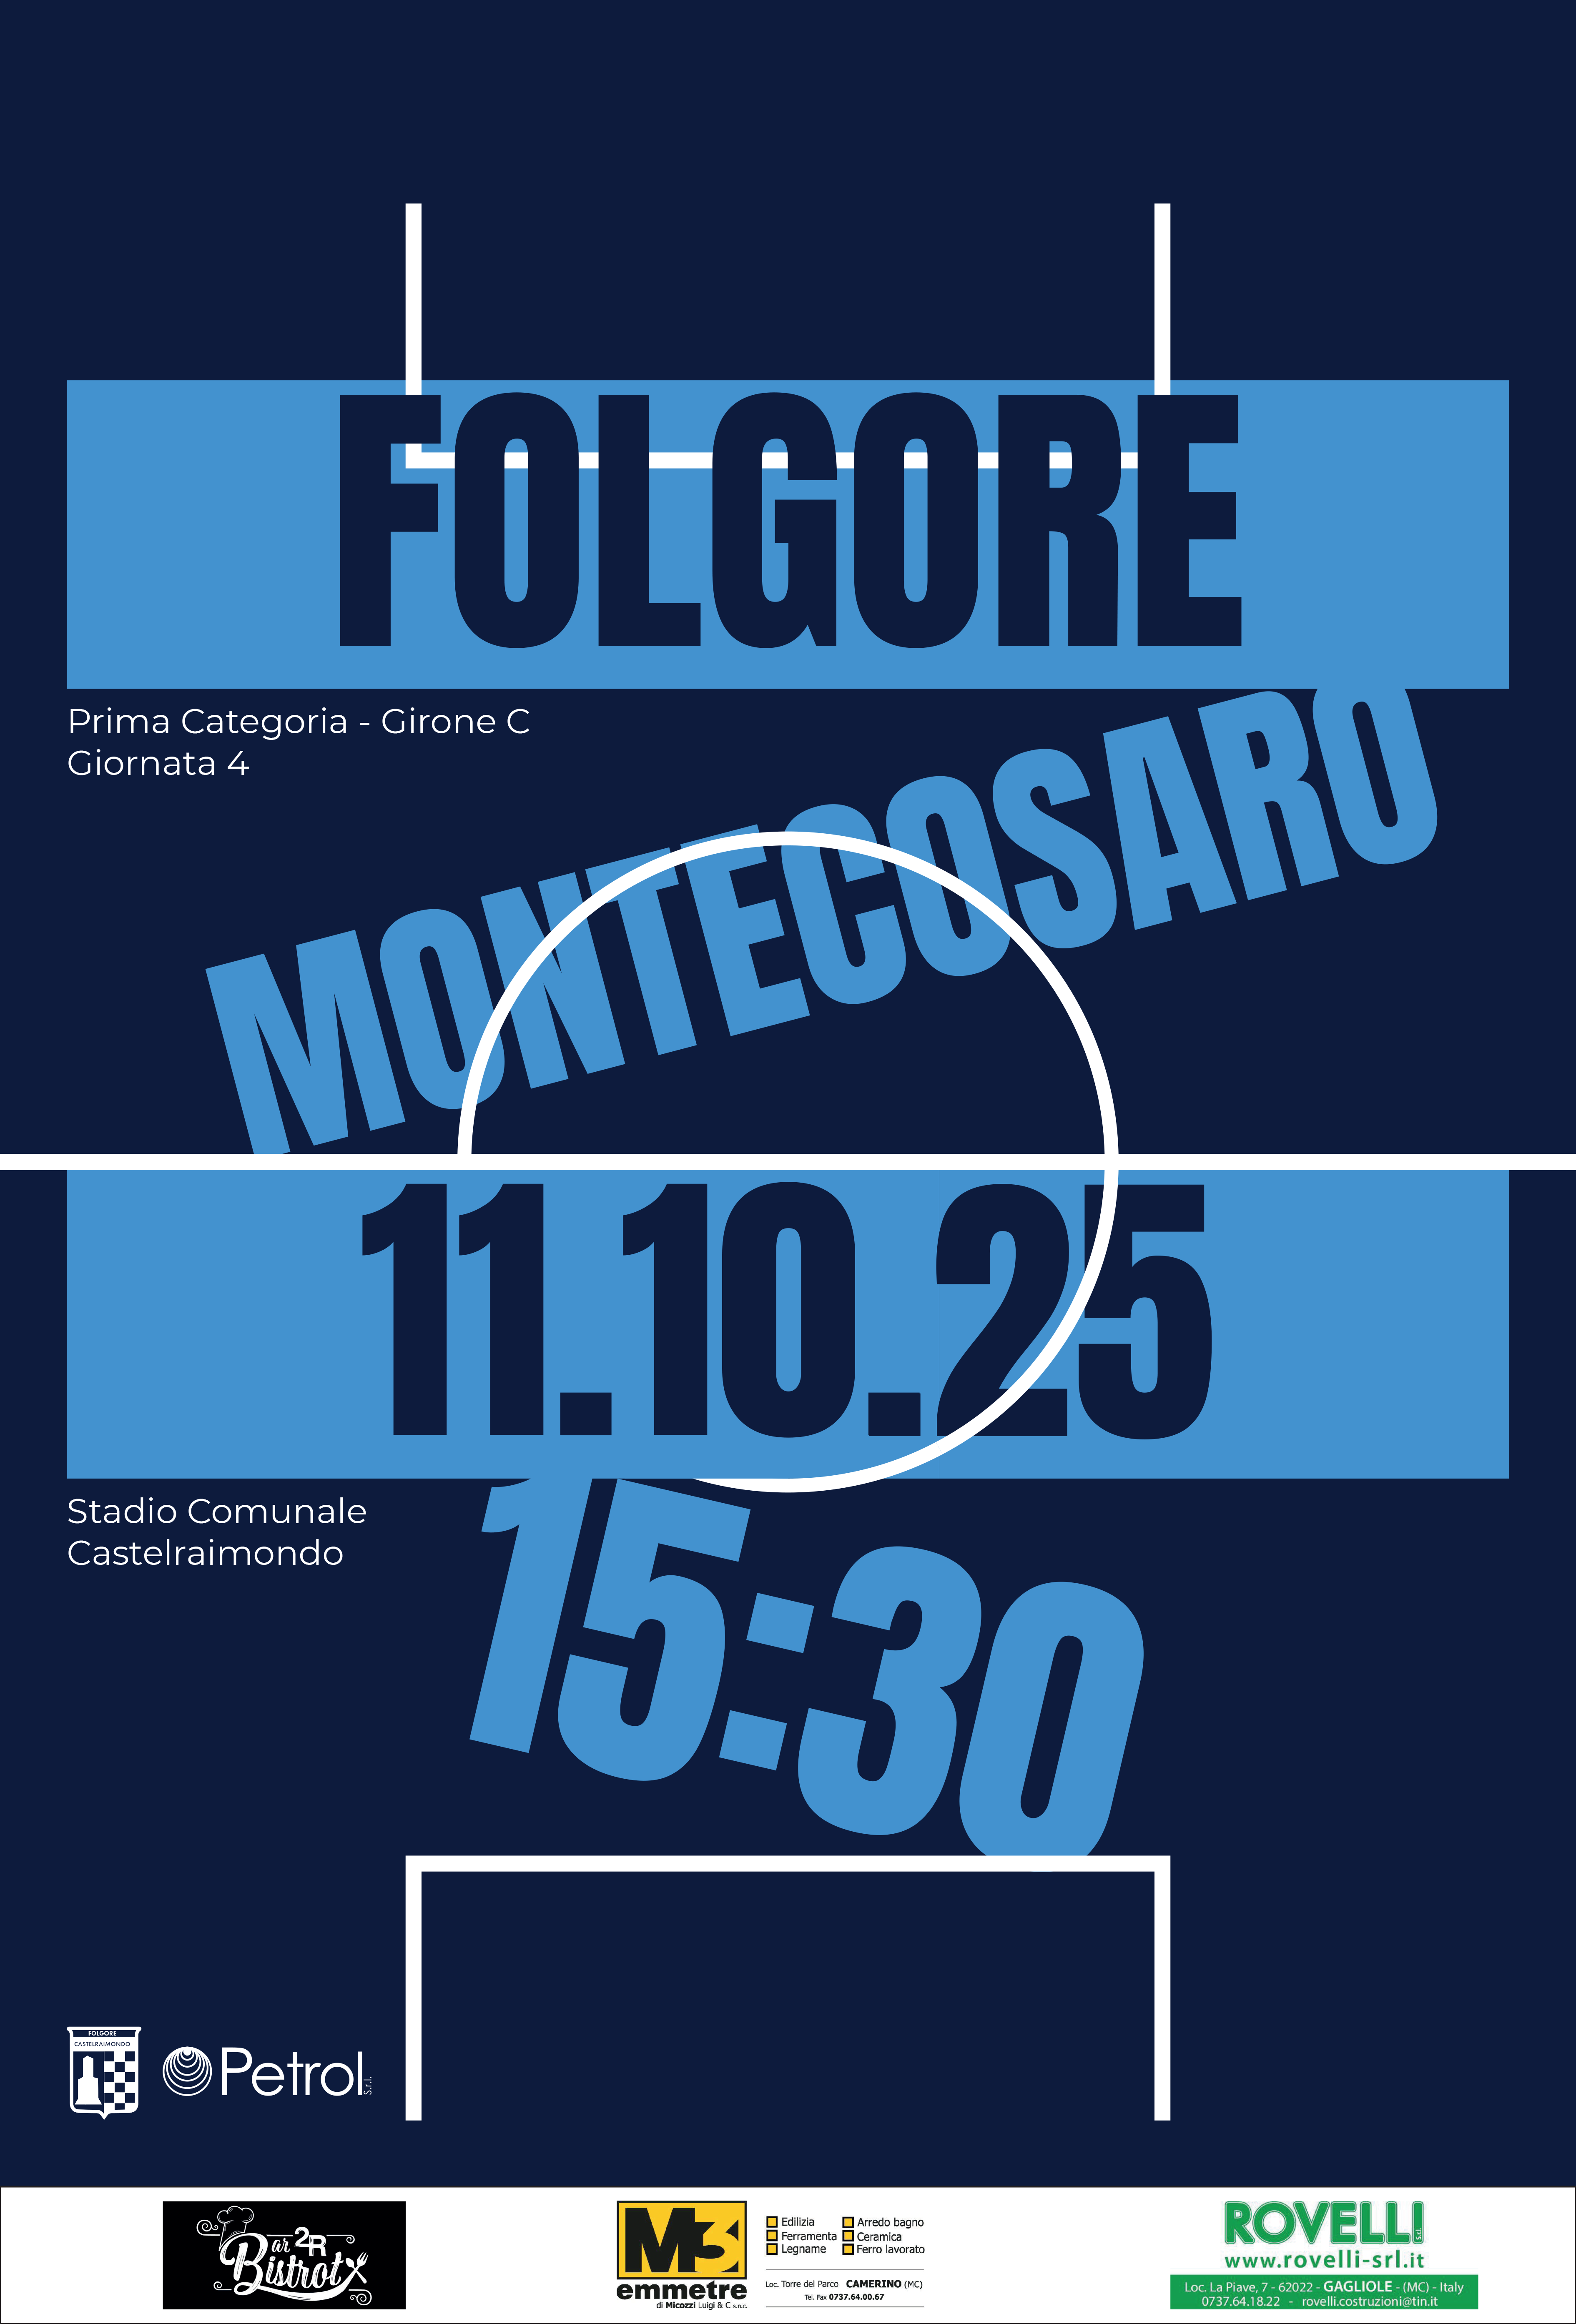 FOLGORE
Prima Categoria - Girone C
Giornata 4
MONTECOSARO
11.10.25
Stadio Comunale
Castelraimondo
15:30
FOLGORE
CASTELRAIMONDO
Petrol S.r.l.
Bar 2R
Bistrot
M3
emmetre
di Micozzi Luigi & C s.n.c.
Edilizia
Ferramenta
Legname
Arredo bagno
Ceramica
Ferro lavorato
Loc. Torre del Parco CAMERINO (MC)
Tel. Fax 0737.64.00.67
ROVELLI S.r.l.
www.rovelli-srl.it
Loc. La Piave, 7 - 62022 - GAGLIOLE - (MC) - Italy
0737.64.18.22 - rovelli.costruzioni@tin.it